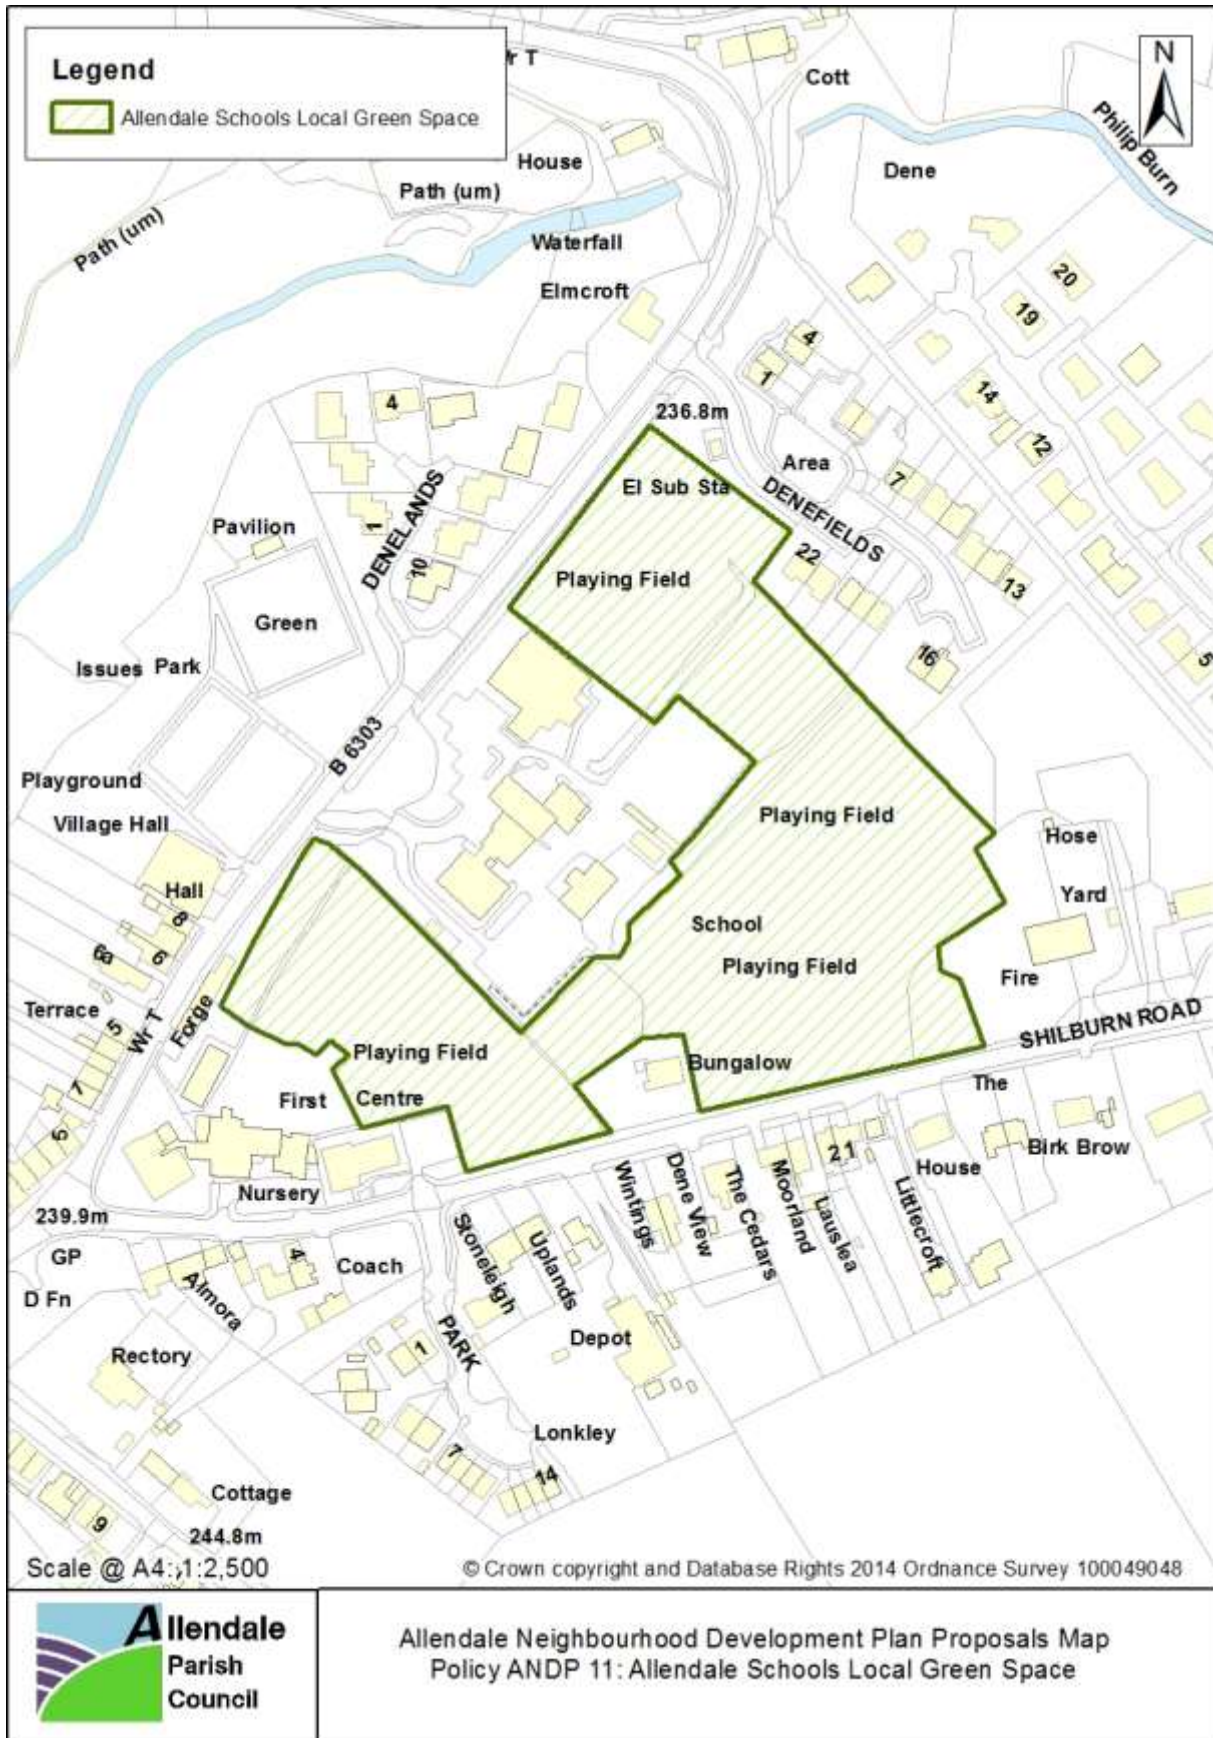 Legend
Allendale Schools Local Green Space
N
Cott
Philip Burn
House
Dene
Path (um)
Path (um)
Waterfall
Elmcroft
20
19
4
1
14
4
236.8m
12
Area
El Sub Sta
7
DENEFIELDS
Pavilion
1
DENELANDS
10
22
Playing Field
13
Green
16
5
Issues
Park
B 6303
Playground
Village Hall
Playing Field
Hose
Hall
Yard
8
School
6a
6
Playing Field
Fire
Terrace
5
Wr T
Forge
SHILBURN ROAD
Playing Field
Bungalow
7
First
Centre
The
5
21
Birk Brow
Nursery
House
Wintings
Dene View
The Cedars
Moorland
Lauslea
Littlecroft
239.9m
GP
4
Coach
Stoneleigh
Uplands
D Fn
Almora
PARK
Depot
Rectory
1
Lonkley
7
14
Cottage
9
244.8m
Scale @ A4: 1:2,500
© Crown copyright and Database Rights 2014 Ordnance Survey 100049048
Allendale
Parish
Council
Allendale Neighbourhood Development Plan Proposals Map
Policy ANDP 11: Allendale Schools Local Green Space